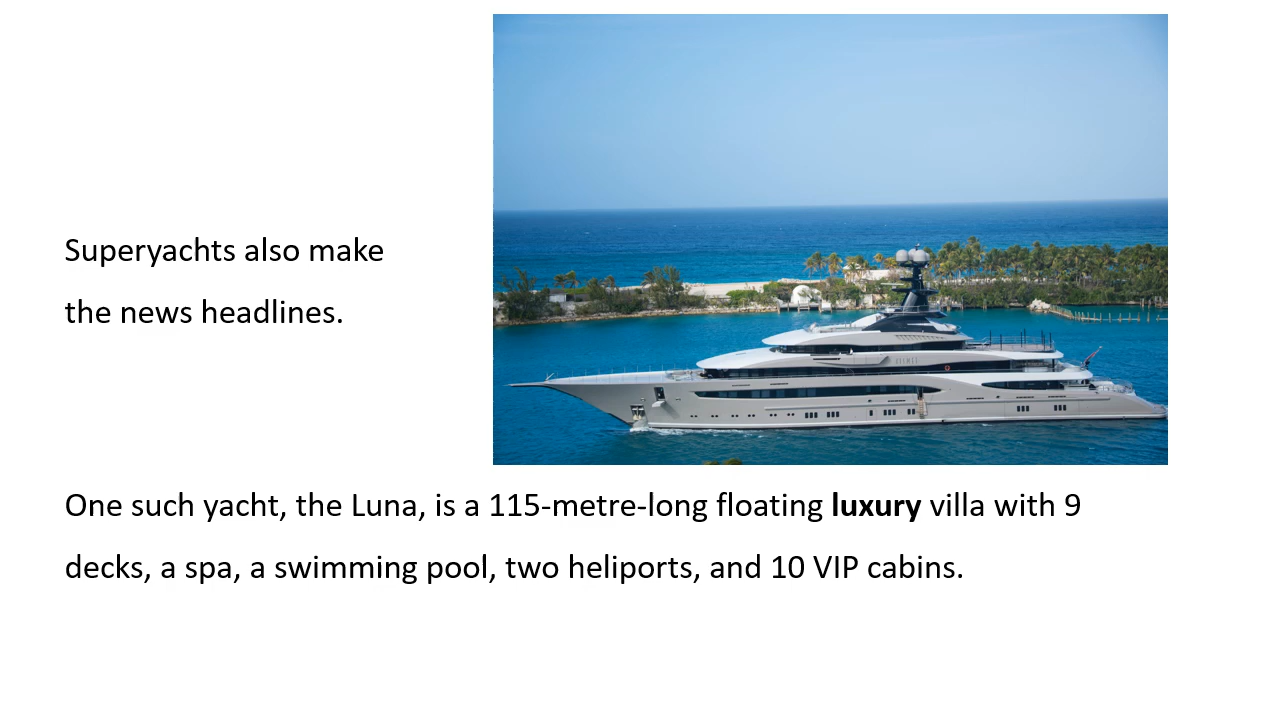 Superyachts also make
the news headlines.
One such yacht, the Luna, is a 115-metre-long floating luxury villa with 9
decks, a spa, a swimming pool, two heliports, and 10 VIP cabins.